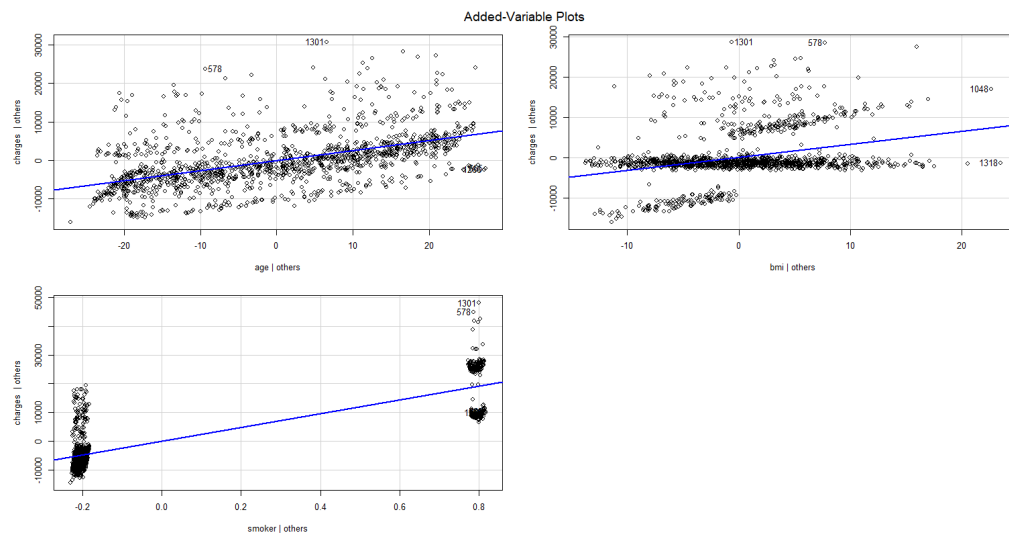 Added-Variable Plots
charges | others
-10000 0 10000 20000 30000
1301
578
-20 -10 0 10 20
age | others
charges | others
-10000 0 10000 20000 30000
1301
578
1048
1318
-10 0 10 20
bmi | others
charges | others
-10000 0 10000 30000 50000
1301
578
-0.2 0.0 0.2 0.4 0.6 0.8
smoker | others